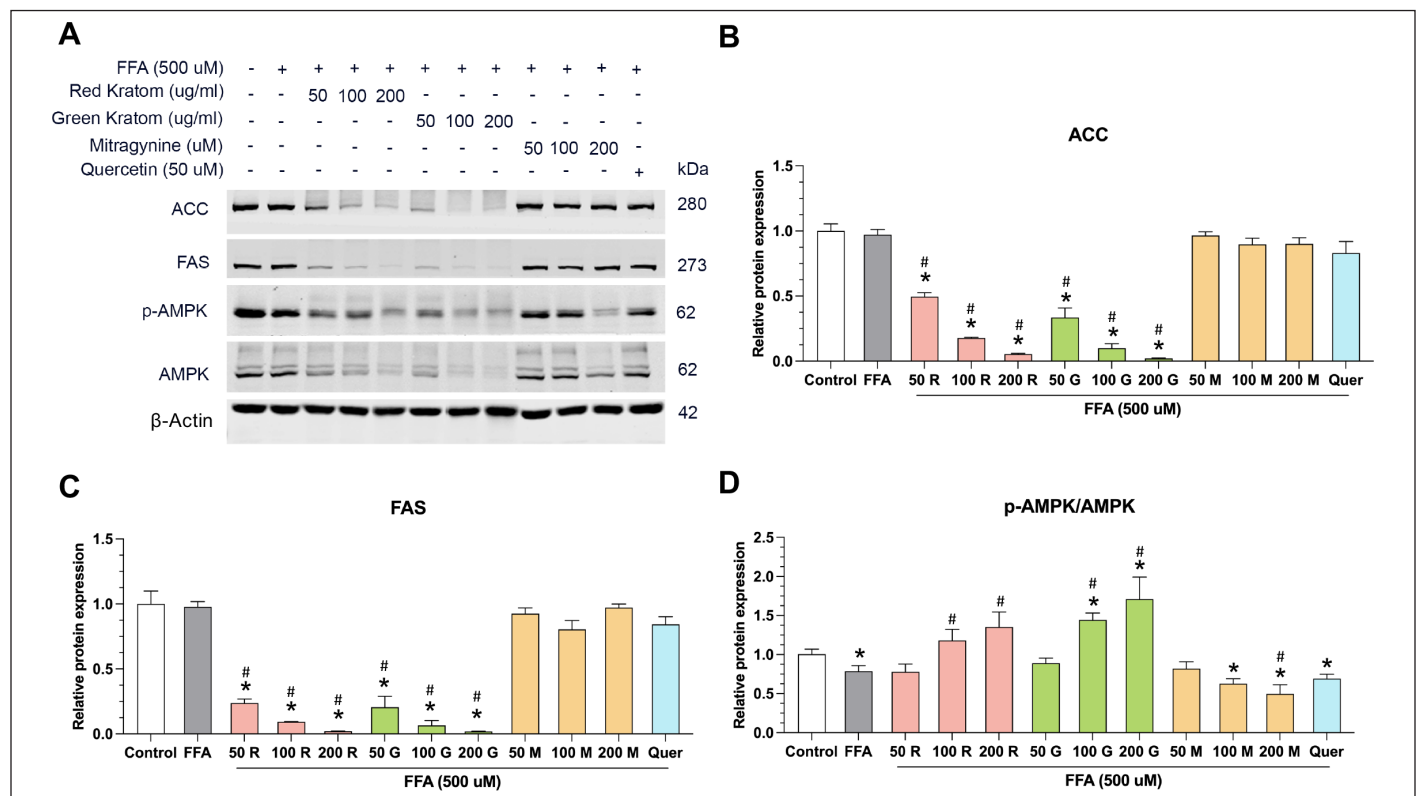 A
FFA (500 uM) - + + + + + + + + + + +
Red Kratom (ug/ml) - - 50 100 200 - - - - - - -
Green Kratom (ug/ml) - - - - - 50 100 200 - - - -
Mitragynine (uM) - - - - - - - - 50 100 200 -
Quercetin (50 uM) - - - - - - - - - - - +
kDa
ACC 280
FAS 273
p-AMPK 62
AMPK 62
β-Actin 42
B
ACC
Relative protein expression
1.5
1.0
0.5
0.0
# # # # # #
* * * * * *
Control FFA 50 R 100 R 200 R 50 G 100 G 200 G 50 M 100 M 200 M Quer
FFA (500 uM)
C
FAS
Relative protein expression
1.5
1.0
0.5
0.0
# # # # # #
* * * * * *
Control FFA 50 R 100 R 200 R 50 G 100 G 200 G 50 M 100 M 200 M Quer
FFA (500 uM)
D
p-AMPK/AMPK
Relative protein expression
2.5
2.0
1.5
1.0
0.5
0.0
# # # # #
* * * * * *
Control FFA 50 R 100 R 200 R 50 G 100 G 200 G 50 M 100 M 200 M Quer
FFA (500 uM)